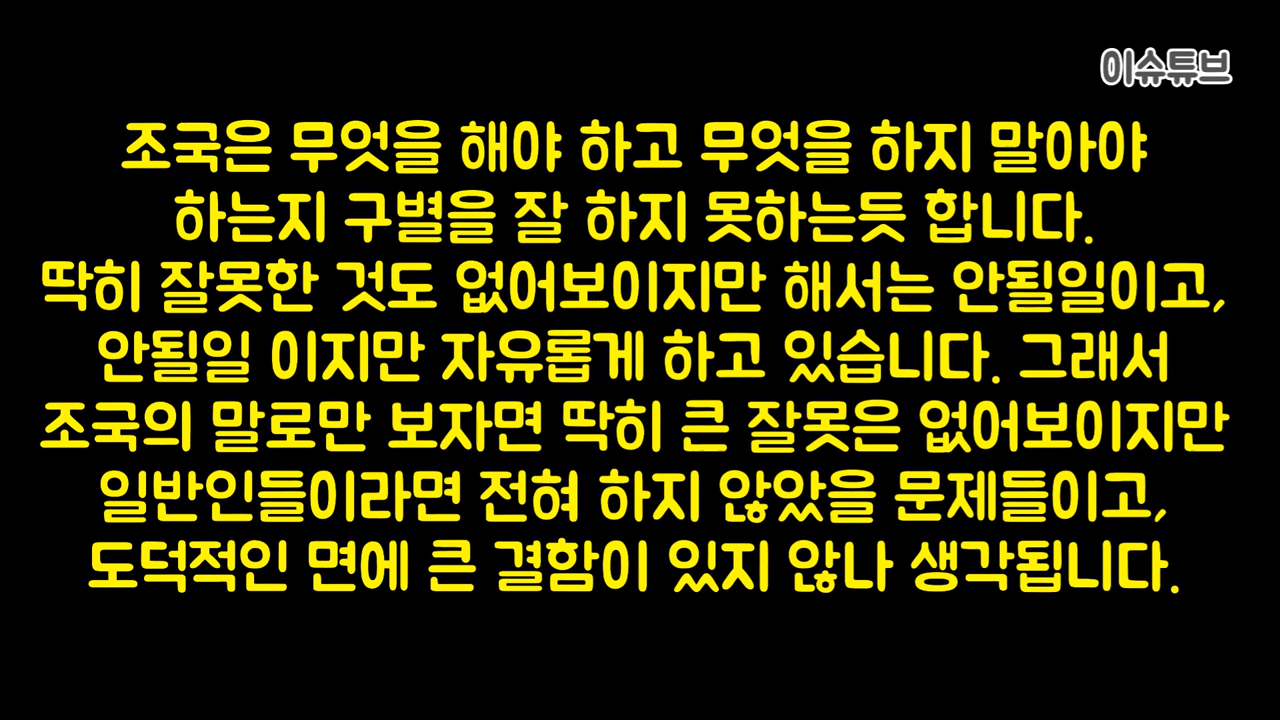 이슈튜브
조국은 무엇을 해야 하고 무엇을 하지 말아야
하는지 구별을 잘 하지 못하는듯 합니다.
딱히 잘못한 것도 없어보이지만 해서는 안될일이고,
안될일 이지만 자유롭게 하고 있습니다. 그래서
조국의 말로만 보자면 딱히 큰 잘못은 없어보이지만
일반인들이라면 전혀 하지 않았을 문제들이고,
도덕적인 면에 큰 결함이 있지 않나 생각됩니다.